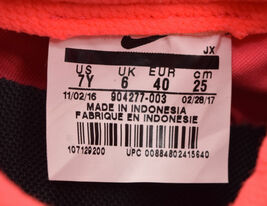 JX
US UK EUR cm
7Y 6 40 25
11/02/16 904277-003 02/28/17
MADE IN INDONESIA
FABRIQUE EN INDONESIE
107129200 UPC 00884802415640